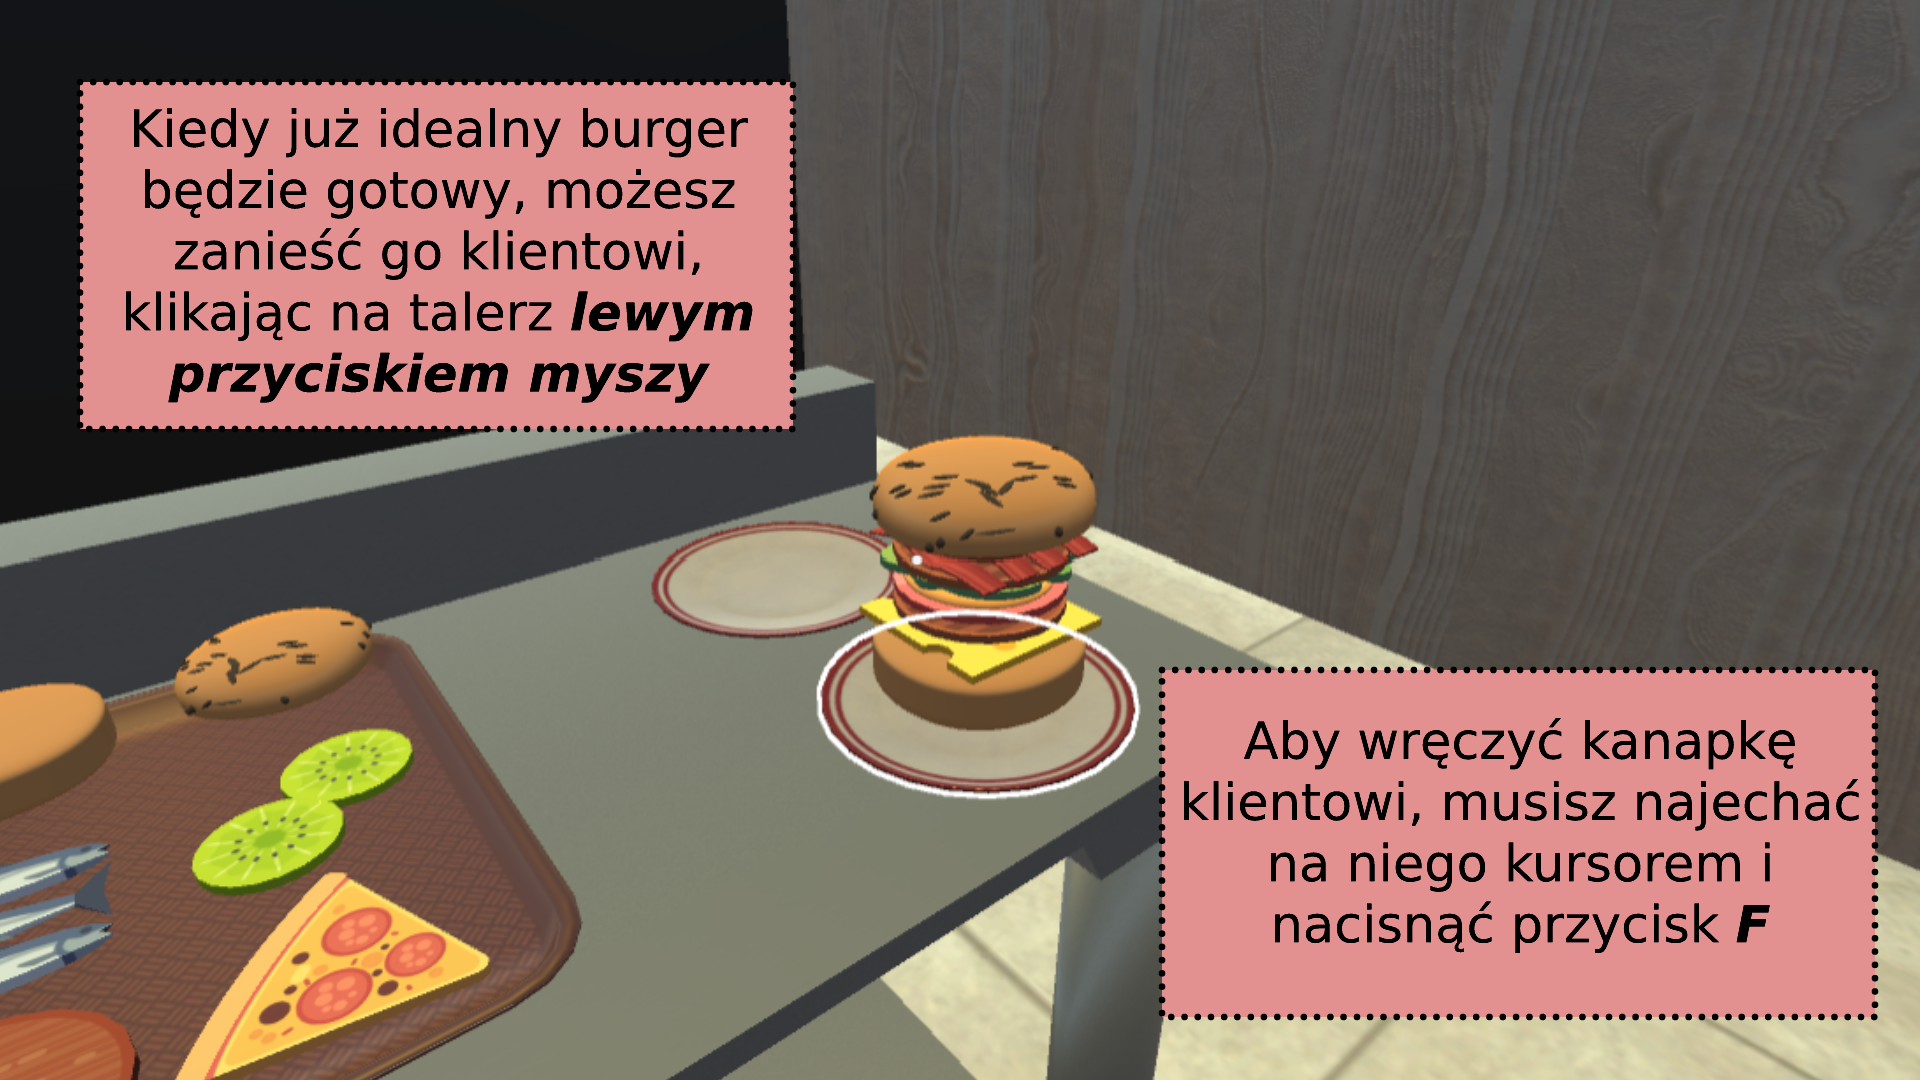 Kiedy już idealny burger
będzie gotowy, możesz
zanieść go klientowi,
klikając na talerz lewym
przyciskiem myszy
Aby wręczyć kanapkę
klientowi, musisz najechać
na niego kursorem i
nacisnąć przycisk F